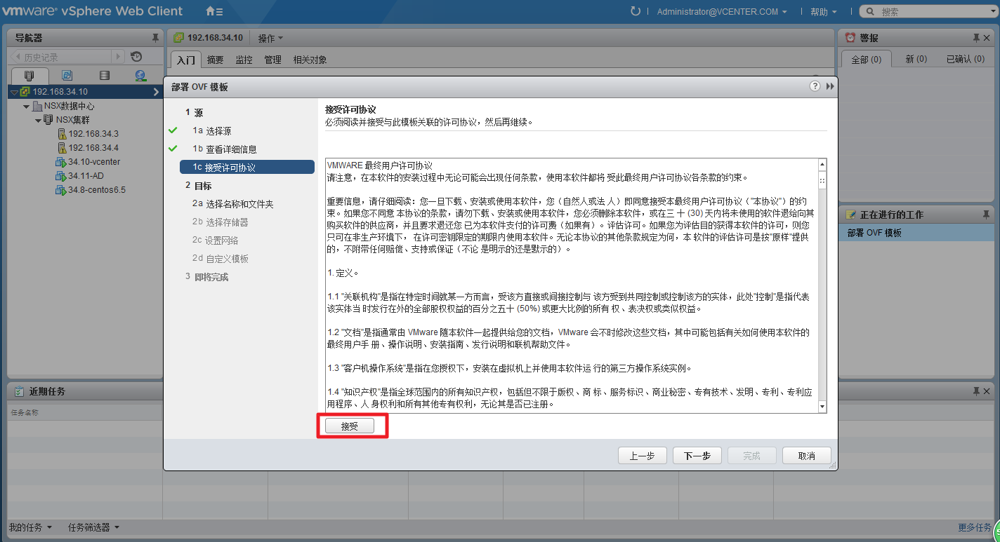 vmware® vSphere Web Client
Administrator@VCENTER.COM
帮助
搜索
导航器
历史记录
192.168.34.10
NSX数据中心
NSX集群
192.168.34.3
192.168.34.4
34.10-vcenter
34.11-AD
34.8-centos6.5
192.168.34.10
操作
入门
摘要
监控
管理
相关对象
警报
全部 (0)
新 (0)
已确认 (0)
正在进行的工作
部署 OVF 模板
部署 OVF 模板
1 源
1a 选择源
1b 查看详细信息
1c 接受许可协议
2 目标
2a 选择名称和文件夹
2b 选择存储器
2c 设置网络
2d 自定义模板
3 即将完成
接受许可协议
必须阅读并接受与此模板关联的许可协议，然后再继续。
VMWARE 最终用户许可协议
请注意，在本软件的安装过程中无论可能会出现任何条款，使用本软件都将 受此最终用户许可协议各条款的约束。
重要信息，请仔细阅读：您一旦下载、安装或使用本软件，您（自然人或法 人）即同意接受本最终用户许可协议（"本协议"）的约
束。如果您不同意 本协议的条款，请勿下载、安装或使用本软件，您必须删除本软件，或在三 十 (30) 天内将未使用的软件退给向其
购买软件的供应商，并且要求退还您 已为本软件支付的许可费（如果有）。评估许可。如果您为评估目的获得本软件的许可，则您
只可在非生产环境下， 在许可密钥限定的期限内使用本软件。无论本协议的其他条款规定为何，本 软件的评估许可是按"原样"提供
的，不附带任何赔偿、支持或保证（不论 是明示的还是默示的）。
1. 定义。
1.1 "关联机构"是指在特定时间就某一方而言，受该方直接或间接控制与 该方受到共同控制或控制该方的实体，此处"控制"是指代表
该实体当 时发行在外的全部股权权益的百分之五十 (50%) 或更大比例的所有 权、表决权或类似权益。
1.2 "文档"是指通常由 VMware 随本软件一起提供给您的文档，VMware 会不时修改这些文档，其中可能包括有关如何使用本软件的
最终用户手 册、操作说明、安装指南、发行说明和联机帮助文件。
1.3 "客户机操作系统"是指在您授权下，安装在虚拟机上并使用本软件运 行的第三方操作系统实例。
1.4 "知识产权"是指全球范围内的所有知识产权，包括但不限于版权、商 标、服务标识、商业秘密、专有技术、发明、专利、专利应
用程序、人 身权利和所有其他专有权利，无论其是否已注册。
接受
上一步
下一步
完成
取消
近期任务
任务名称
我的任务
任务筛选器
更多任务